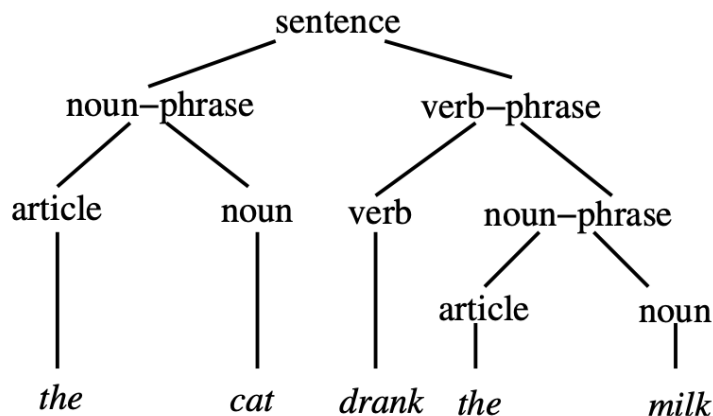 sentence
noun–phrase verb–phrase
article noun verb noun–phrase
article noun
the cat drank the milk